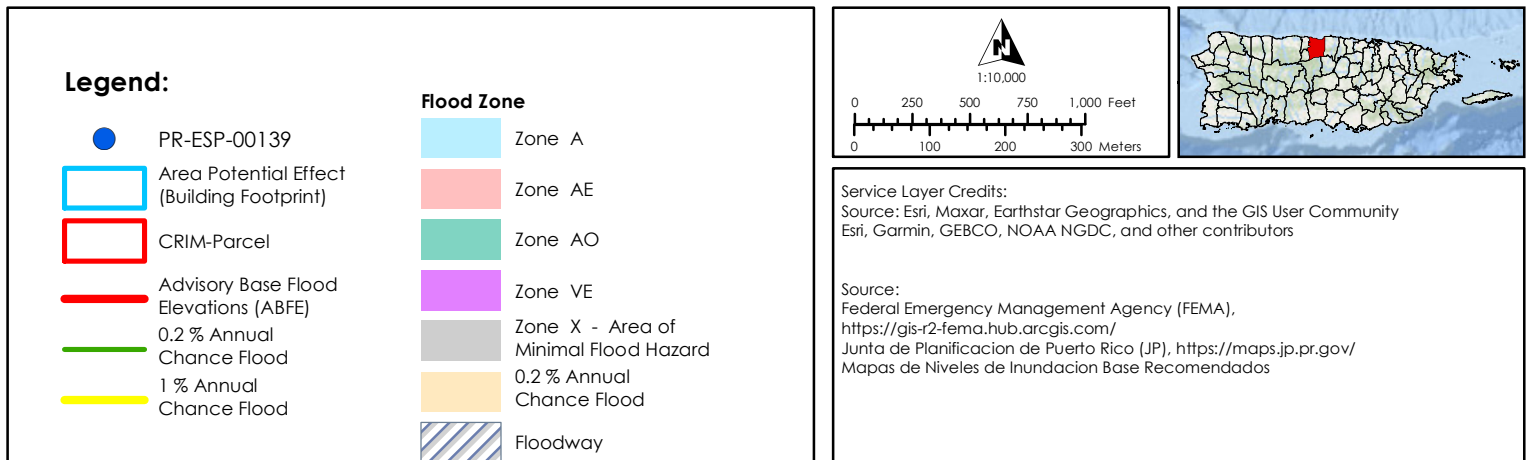 Legend:
PR-ESP-00139
Area Potential Effect
(Building Footprint)
CRIM-Parcel
Advisory Base Flood
Elevations (ABFE)
0.2 % Annual
Chance Flood
1 % Annual
Chance Flood
Flood Zone
Zone A
Zone AE
Zone AO
Zone VE
Zone X - Area of
Minimal Flood Hazard
0.2 % Annual
Chance Flood
Floodway
N
1:10,000
0 250 500 750 1,000 Feet
0 100 200 300 Meters
Service Layer Credits:
Source: Esri, Maxar, Earthstar Geographics, and the GIS User Community
Esri, Garmin, GEBCO, NOAA NGDC, and other contributors
Source:
Federal Emergency Management Agency (FEMA),
https://gis-r2-fema.hub.arcgis.com/
Junta de Planificacion de Puerto Rico (JP), https://maps.jp.pr.gov/
Mapas de Niveles de Inundacion Base Recomendados